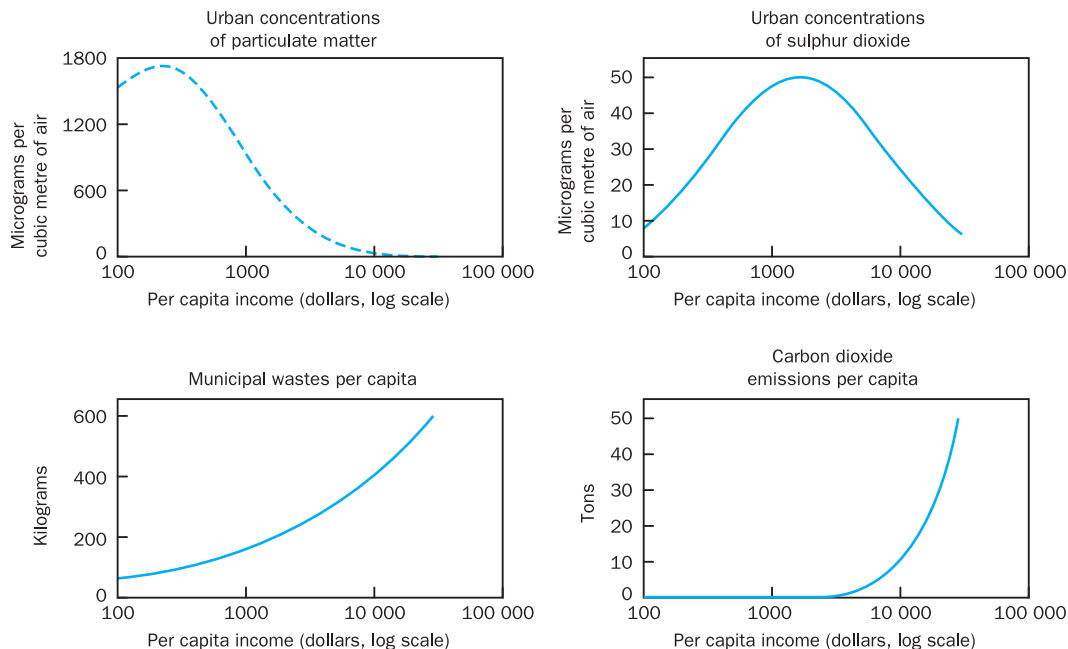 Urban concentrations
of particulate matter
Micrograms per
cubic metre of air
1800
1200
600
0
100 1000 10 000 100 000
Per capita income (dollars, log scale)
Urban concentrations
of sulphur dioxide
Micrograms per
cubic metre of air
50
40
30
20
10
0
100 1000 10 000 100 000
Per capita income (dollars, log scale)
Municipal wastes per capita
Kilograms
600
400
200
0
100 1000 10 000 100 000
Per capita income (dollars, log scale)
Carbon dioxide
emissions per capita
Tons
50
40
30
20
10
0
100 1000 10 000 100 000
Per capita income (dollars, log scale)